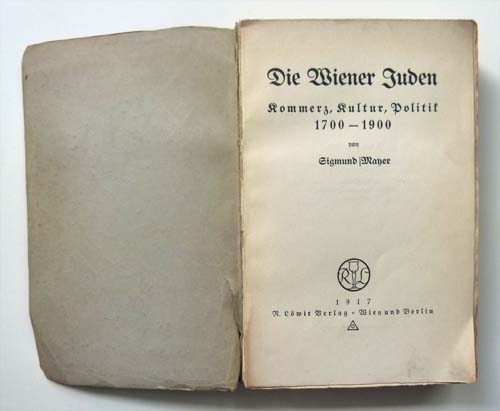 Die Wiener Juden
Kommerz, Kultur, Politik
1700 — 1900
von
Sigmund Mayer
R L
1917
R. Löwit Verlag • Wien und Berlin